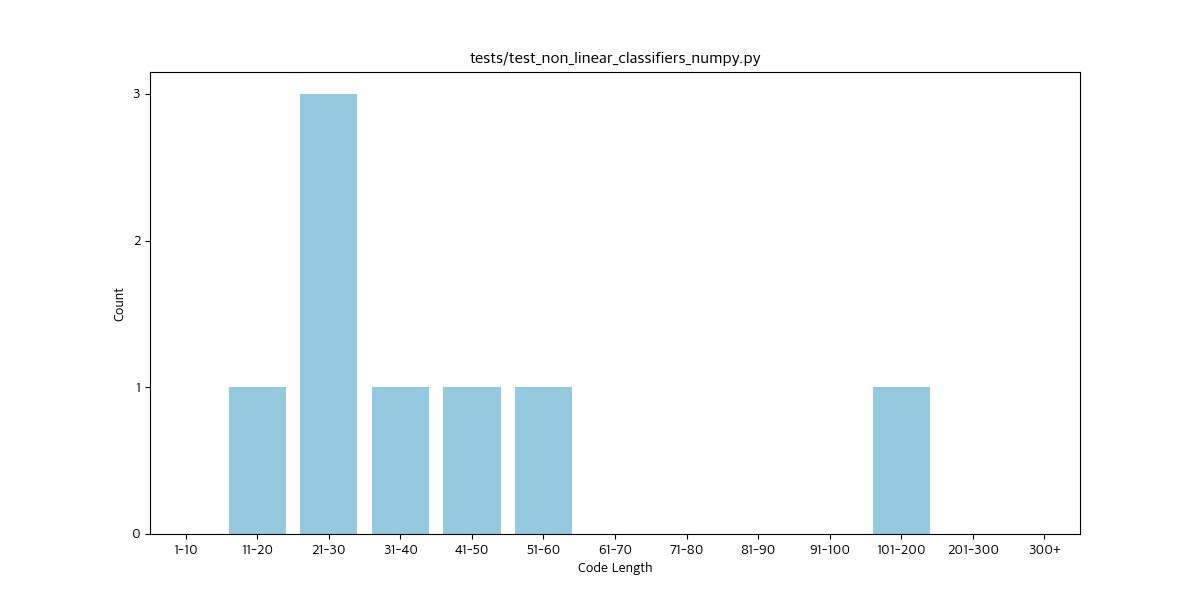 tests/test_non_linear_classifiers_numpy.py
3
2
1
0
Count
1-10 11-20 21-30 31-40 41-50 51-60 61-70 71-80 81-90 91-100 101-200 201-300 300+
Code Length